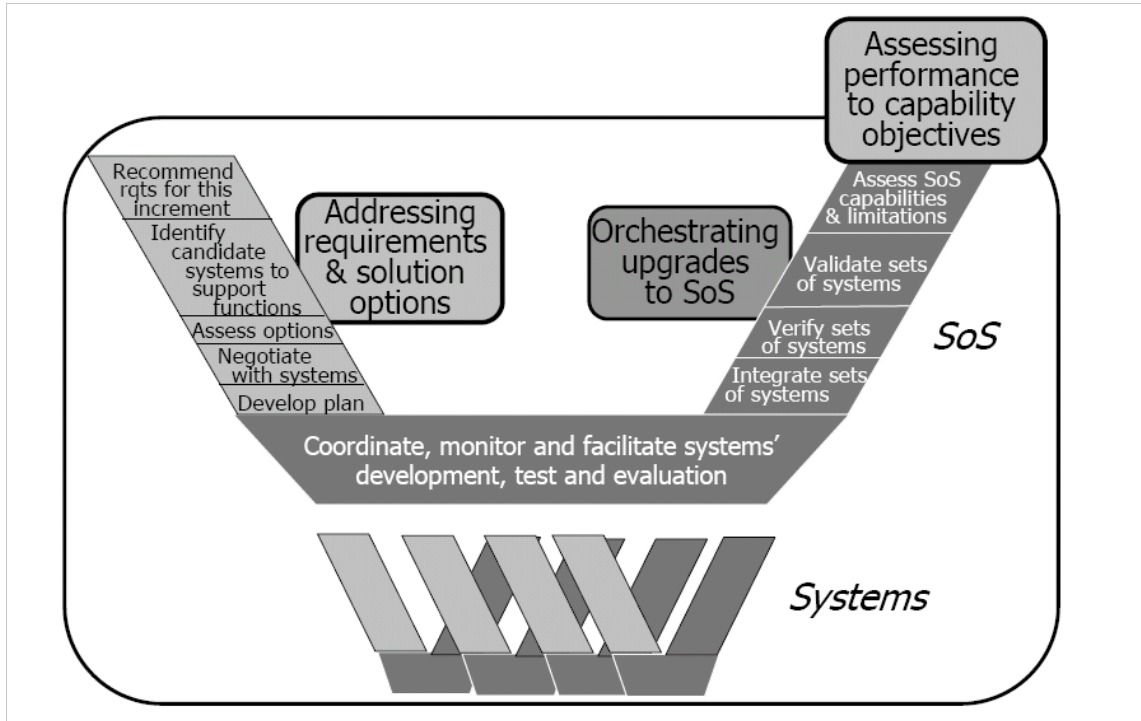 Assessing
performance
to capability
objectives
Recommend
rqts for this
increment
Identify
candidate
systems to
support
functions
Assess options
Negotiate
with systems
Develop plan
Addressing
requirements
& solution
options
Orchestrating
upgrades
to SoS
Assess SoS
capabilities
& limitations
Validate sets
of systems
Verify sets
of systems
Integrate sets
of systems
SoS
Coordinate, monitor and facilitate systems’
development, test and evaluation
Systems